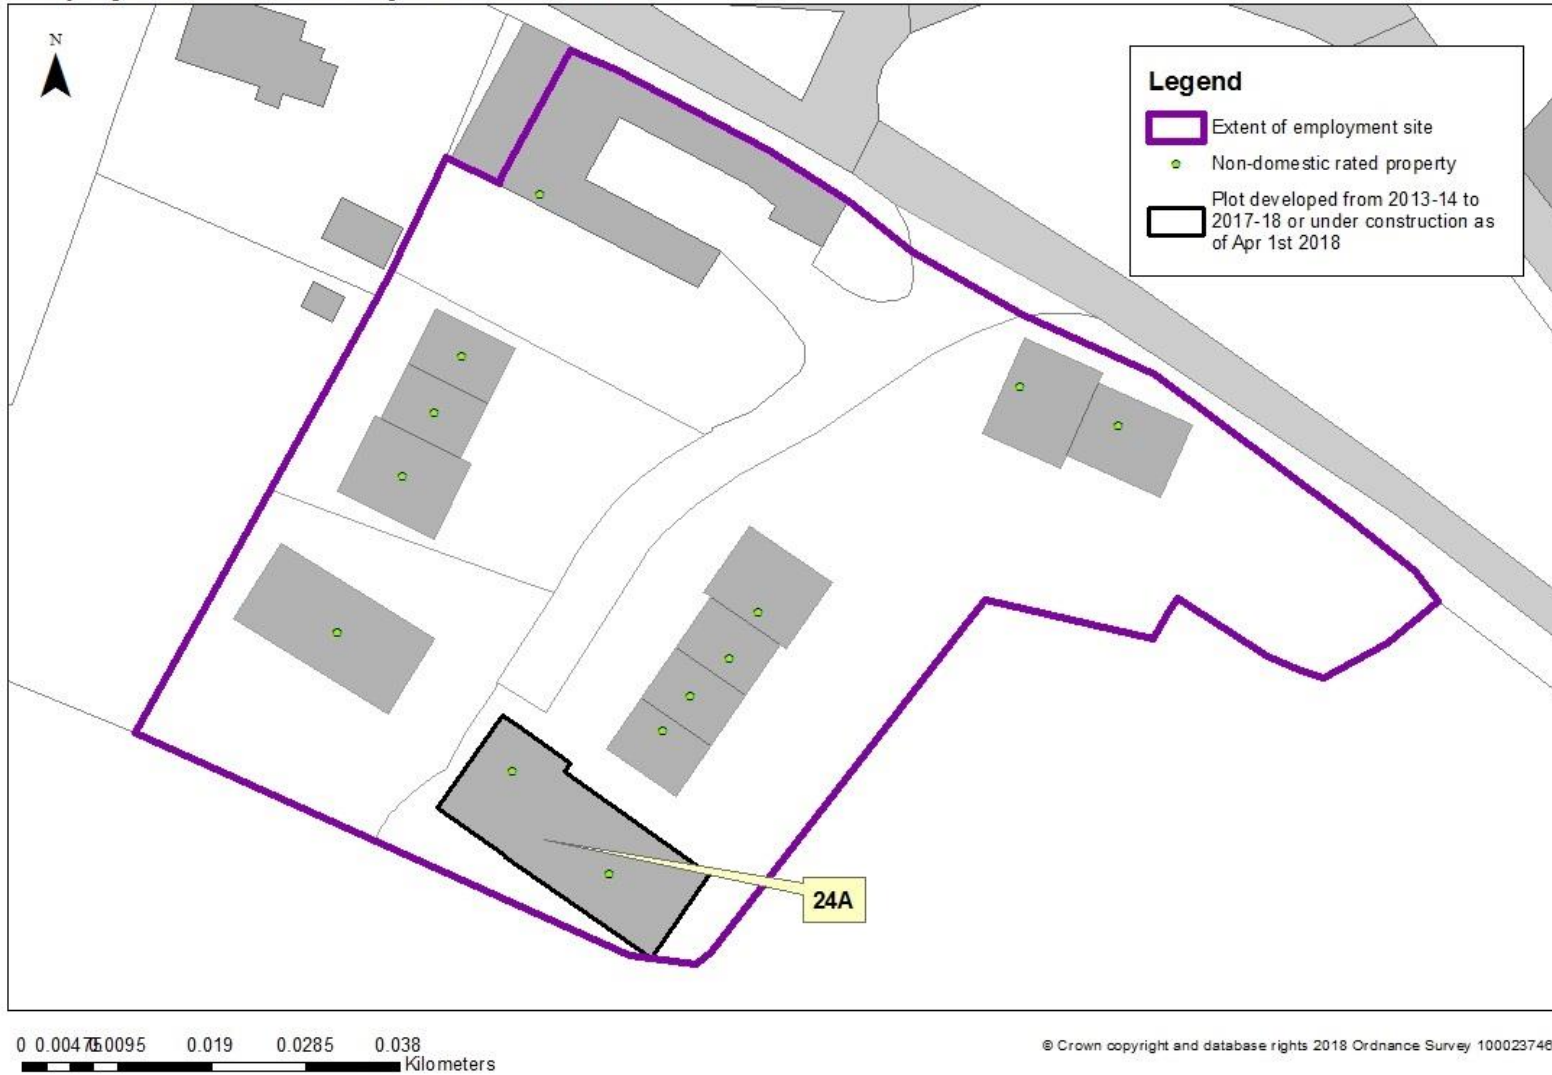 N
Legend
Extent of employment site
Non-domestic rated property
Plot developed from 2013-14 to
2017-18 or under construction as
of Apr 1st 2018
24A
0 0.00475 0.0095 0.019 0.0285 0.038
Kilometers
© Crown copyright and database rights 2018 Ordnance Survey 100023746